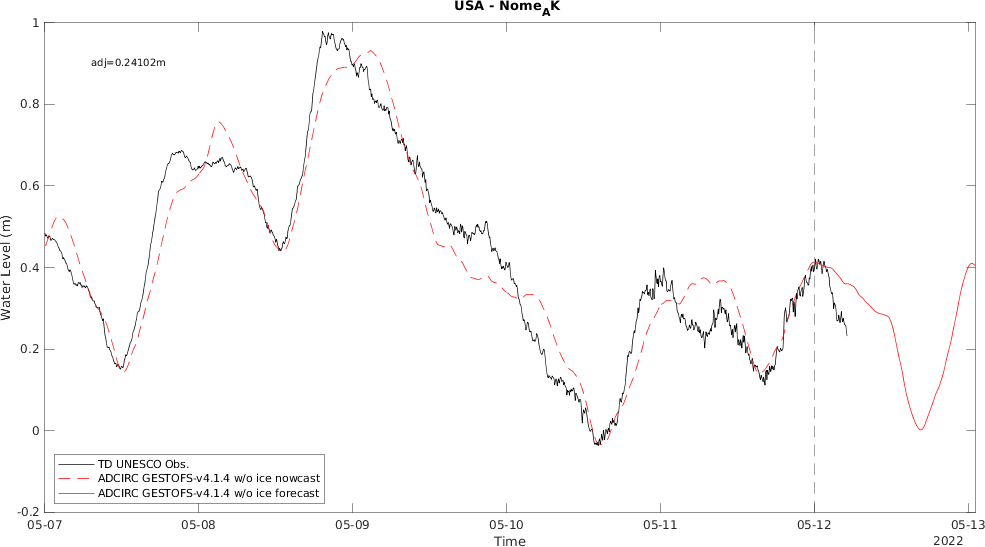 USA - Nome_AK
adj=0.24102m
1
0.8
0.6
0.4
0.2
0
-0.2
Water Level (m)
TD UNESCO Obs.
ADCIRC GESTOFS-v4.1.4 w/o ice nowcast
ADCIRC GESTOFS-v4.1.4 w/o ice forecast
05-07 05-08 05-09 05-10 05-11 05-12 05-13
Time
2022